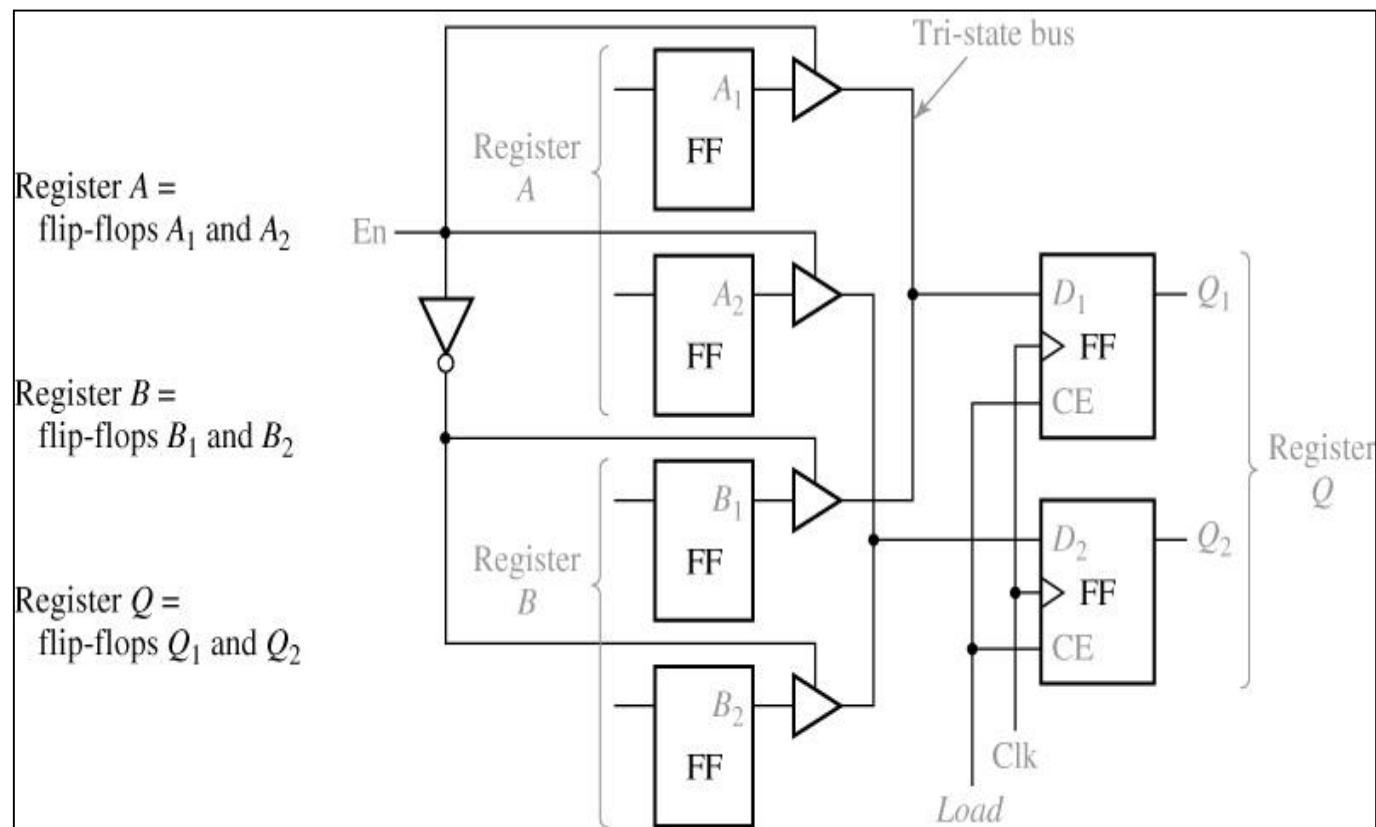 Tri-state bus
A1
FF
Register
A
Register A =
flip-flops A1 and A2
En
A2
FF
D1
Q1
FF
CE
Register B =
flip-flops B1 and B2
B1
FF
Register
B
Register
Q
D2
Q2
FF
CE
Register Q =
flip-flops Q1 and Q2
B2
FF
Clk
Load